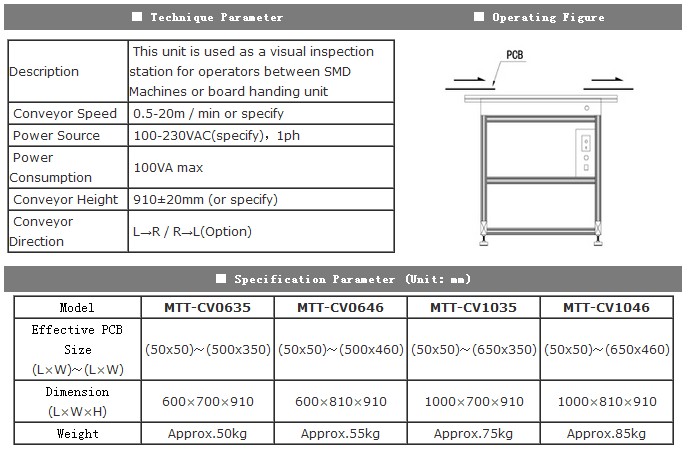 ■ Technique Parameter
■ Operating Figure
Description
This unit is used as a visual inspection
station for operators between SMD
Machines or board handing unit
Conveyor Speed 0.5-20m / min or specify
Power Source 100-230VAC(specify), 1ph
Power
Consumption
100VA max
Conveyor Height 910±20mm (or specify)
Conveyor
Direction
L→R / R→L(Option)
PCB
■ Specification Parameter (Unit: mm)
Model MTT-CV0635 MTT-CV0646 MTT-CV1035 MTT-CV1046
Effective PCB
Size
(L×W)~(L×W)
(50x50)~(500x350) (50x50)~(500x460) (50x50)~(650x350) (50x50)~(650x460)
Dimension
(L×W×H)
600×700×910 600×810×910 1000×700×910 1000×810×910
Weight Approx.50kg Approx.55kg Approx.75kg Approx.85kg